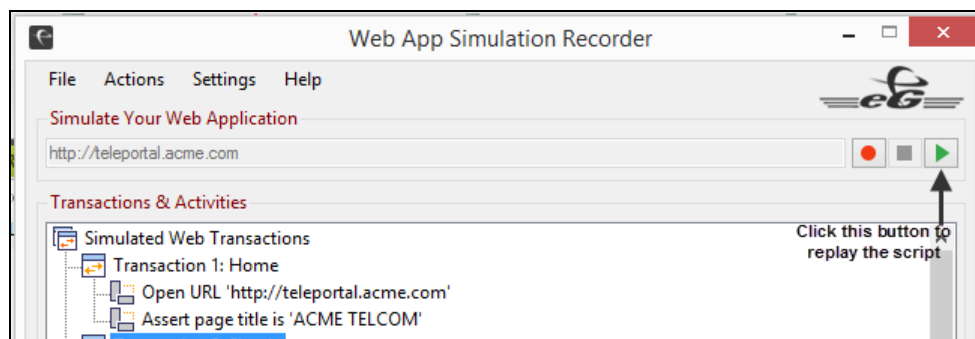 Web App Simulation Recorder
File Actions Settings Help
eG
Simulate Your Web Application
http://teleportal.acme.com
Transactions & Activities
Simulated Web Transactions
Click this button to
replay the script
Transaction 1: Home
Open URL 'http://teleportal.acme.com'
Assert page title is 'ACME TELCOM'